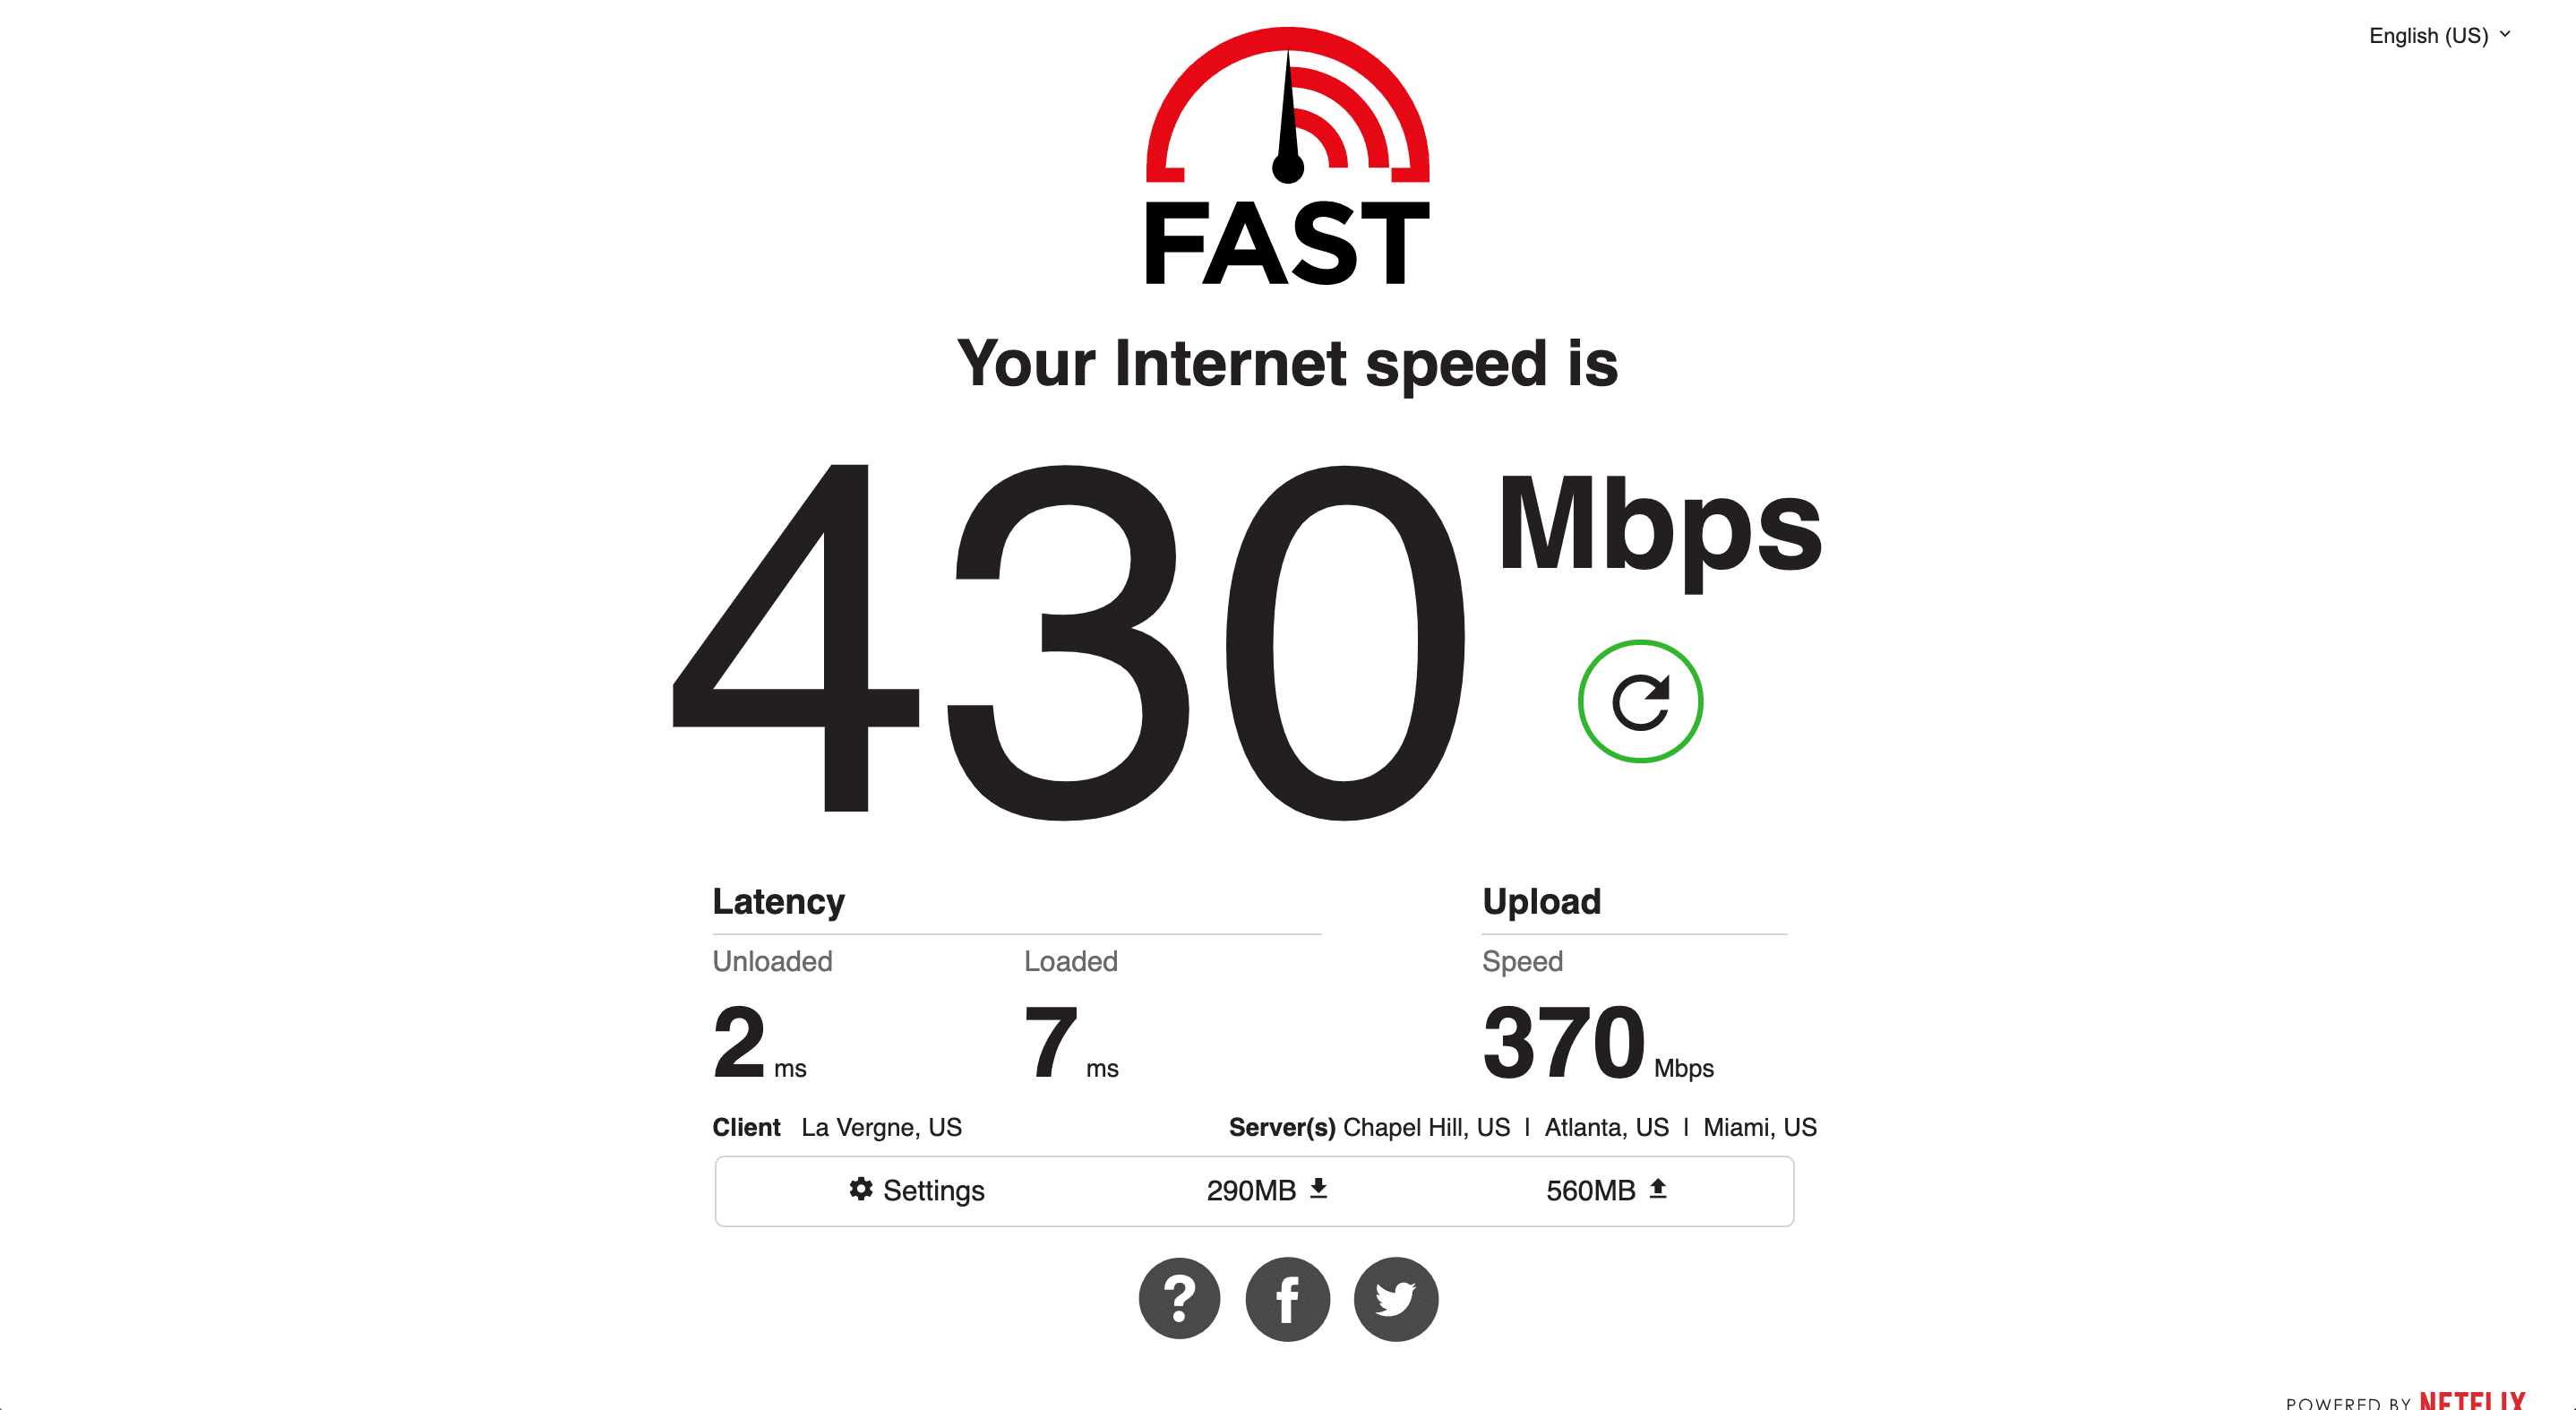 English (US)
FAST
Your Internet speed is
430 Mbps
Latency
Upload
Unloaded
Loaded
Speed
2 ms
7 ms
370 Mbps
Client La Vergne, US
Server(s) Chapel Hill, US | Atlanta, US | Miami, US
Settings
290MB
560MB
?
f
POWERED BY NETFLIX